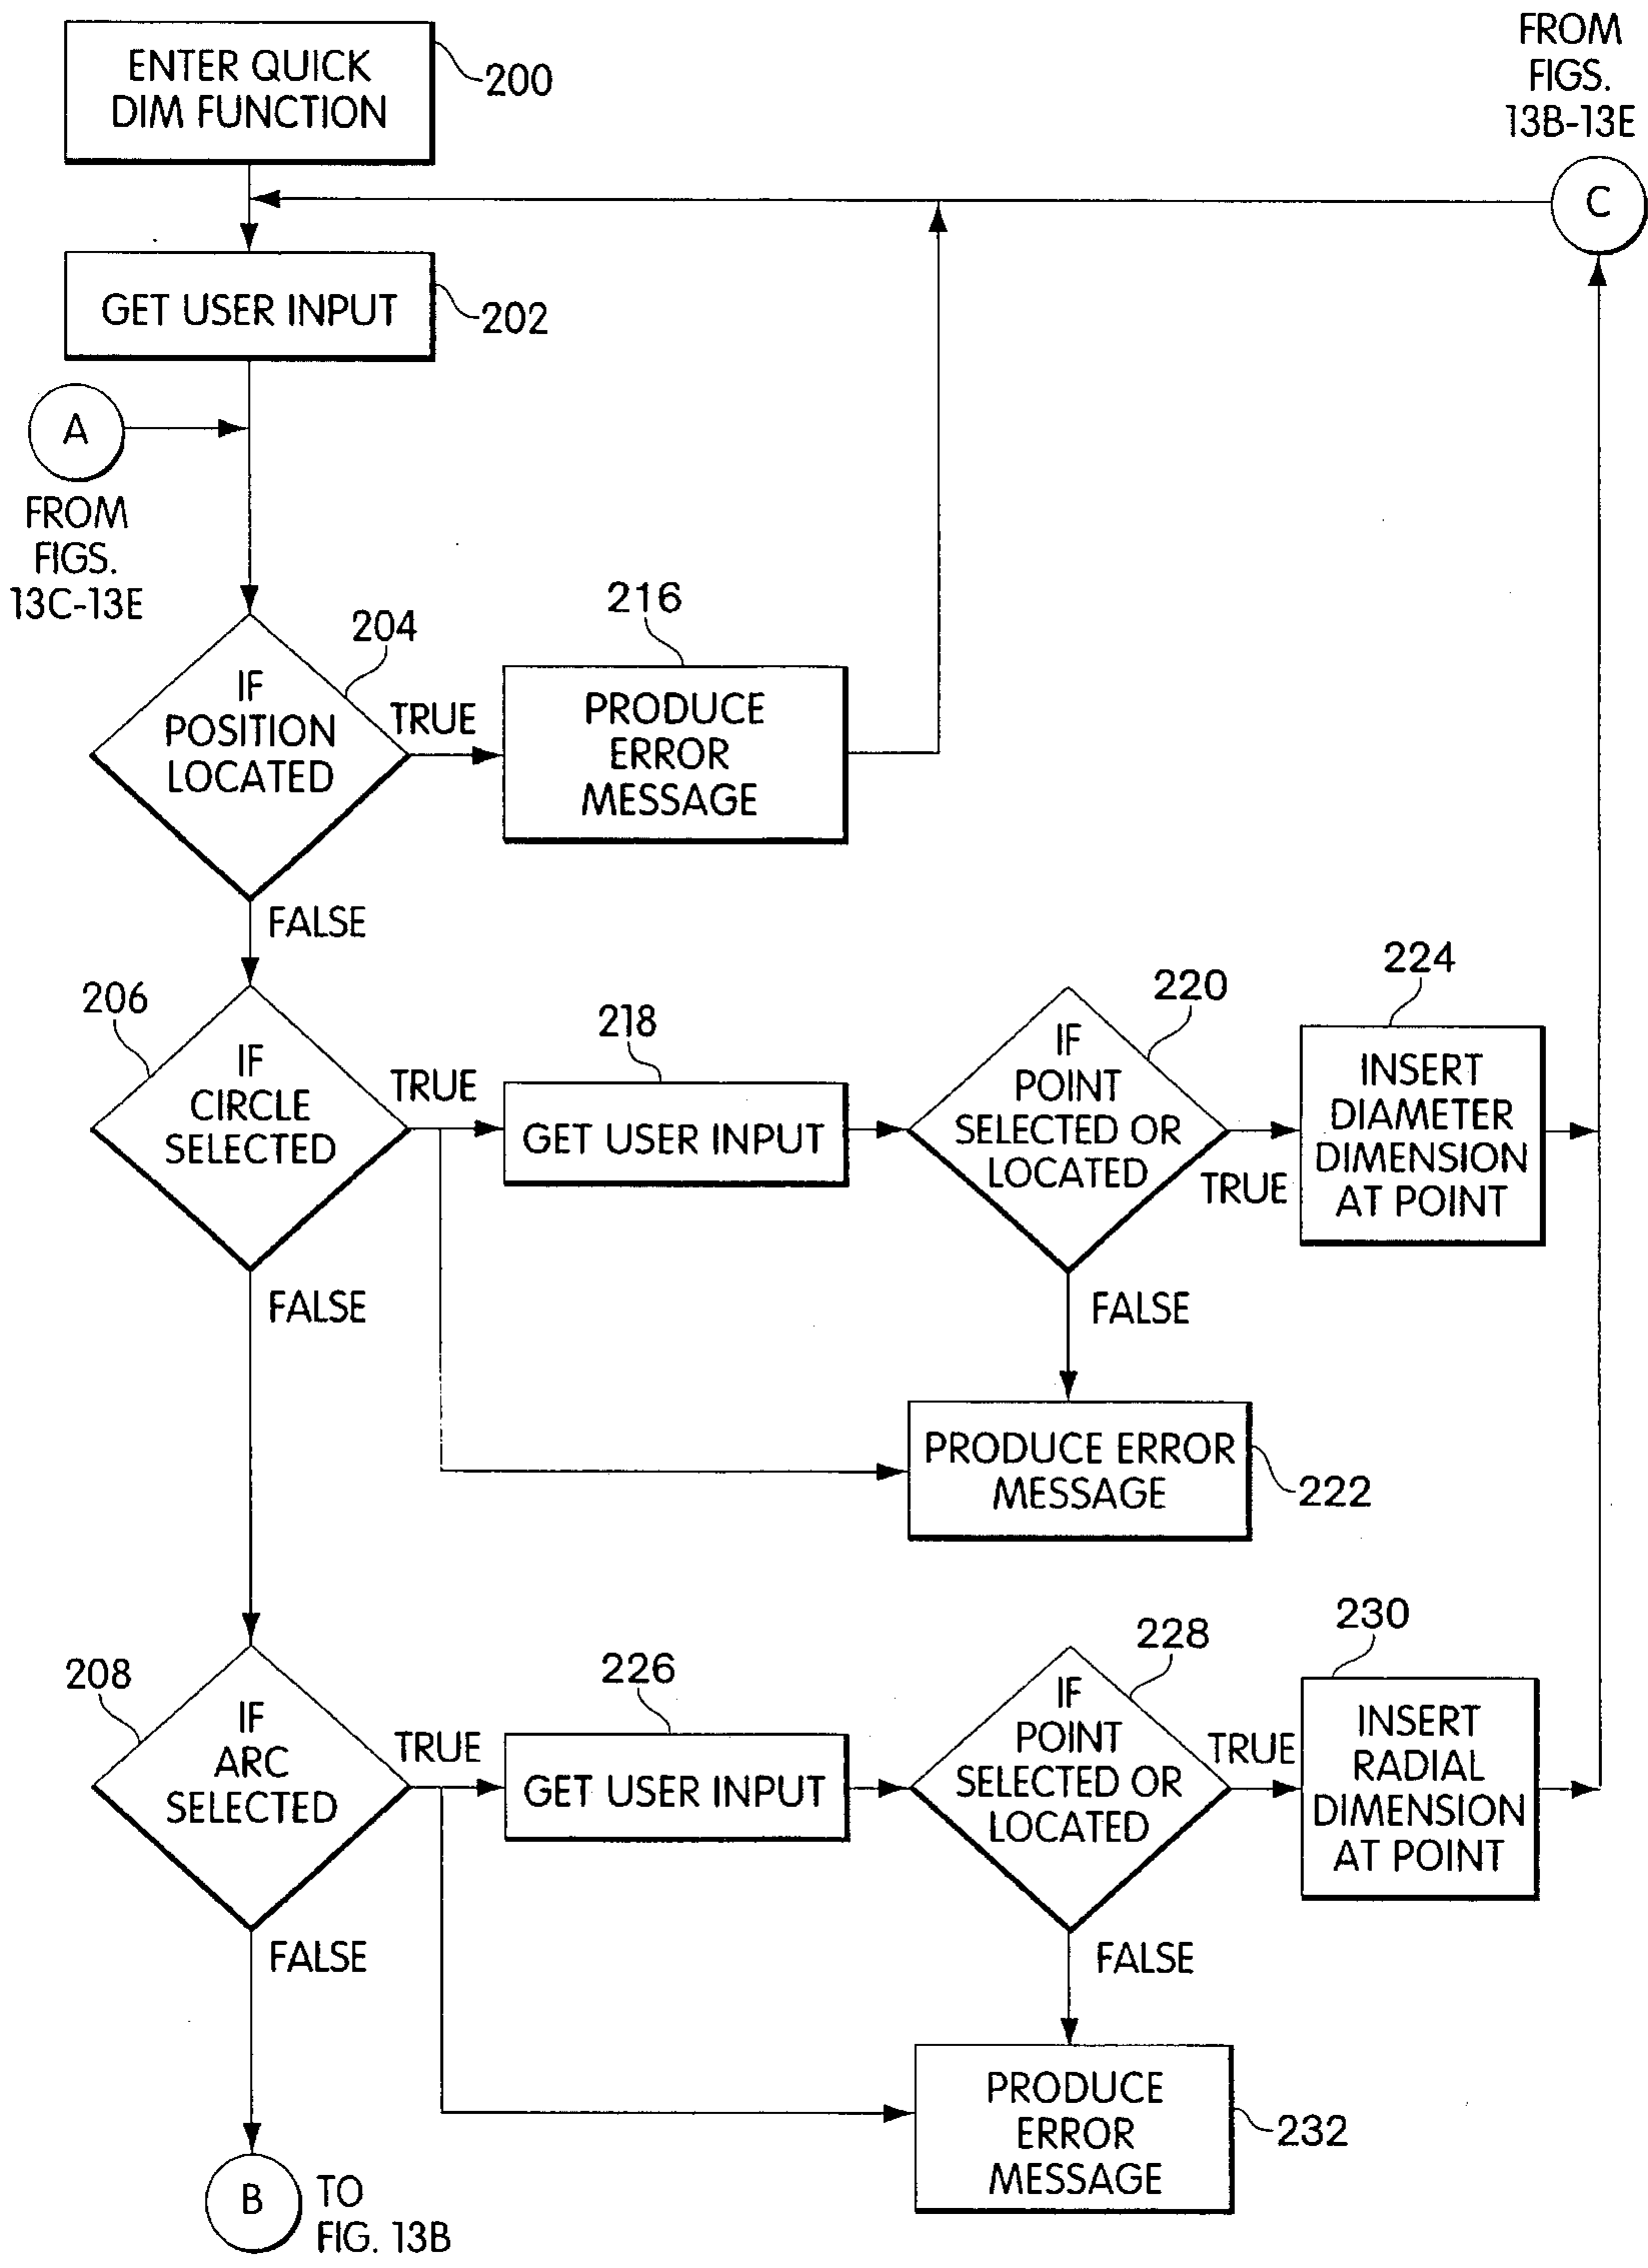 ENTER QUICK
DIM FUNCTION
200
FROM
FIGS.
13B-13E
C
GET USER INPUT
202
A
FROM
FIGS.
13C-13E
204
IF
POSITION
LOCATED
TRUE
216
PRODUCE
ERROR
MESSAGE
FALSE
206
IF
CIRCLE
SELECTED
TRUE
218
GET USER INPUT
220
IF
POINT
SELECTED OR
LOCATED
TRUE
224
INSERT
DIAMETER
DIMENSION
AT POINT
FALSE
FALSE
PRODUCE ERROR
MESSAGE
222
208
IF
ARC
SELECTED
TRUE
226
GET USER INPUT
228
IF
POINT
SELECTED OR
LOCATED
TRUE
230
INSERT
RADIAL
DIMENSION
AT POINT
FALSE
FALSE
PRODUCE
ERROR
MESSAGE
232
B
TO
FIG. 13B